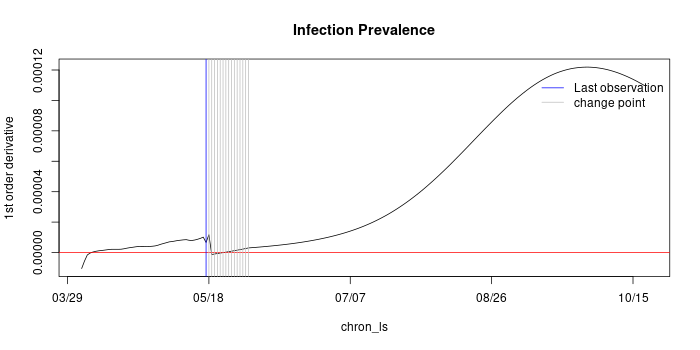 Infection Prevalence
1st order derivative
0.00012
0.00008
0.00004
0.00000
Last observation
change point
03/29 05/18 07/07 08/26 10/15
chron_ls